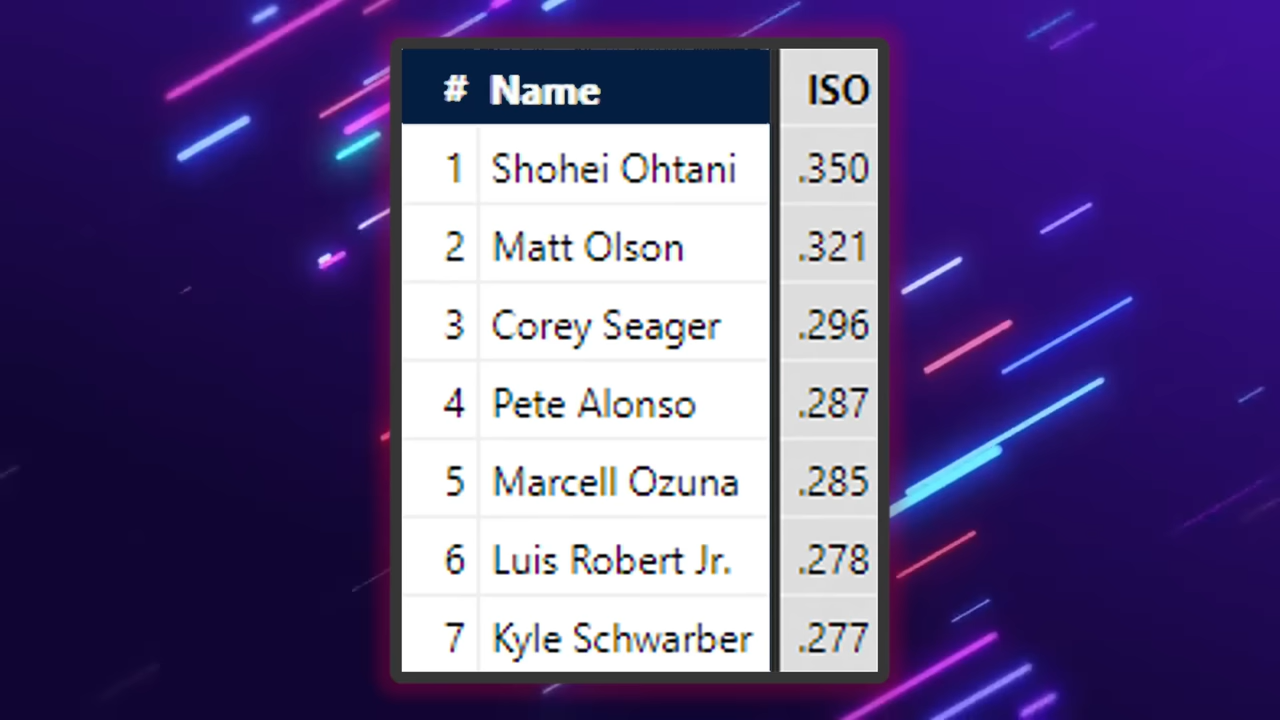 # Name ISO
1 Shohei Ohtani .350
2 Matt Olson .321
3 Corey Seager .296
4 Pete Alonso .287
5 Marcell Ozuna .285
6 Luis Robert Jr. .278
7 Kyle Schwarber .277